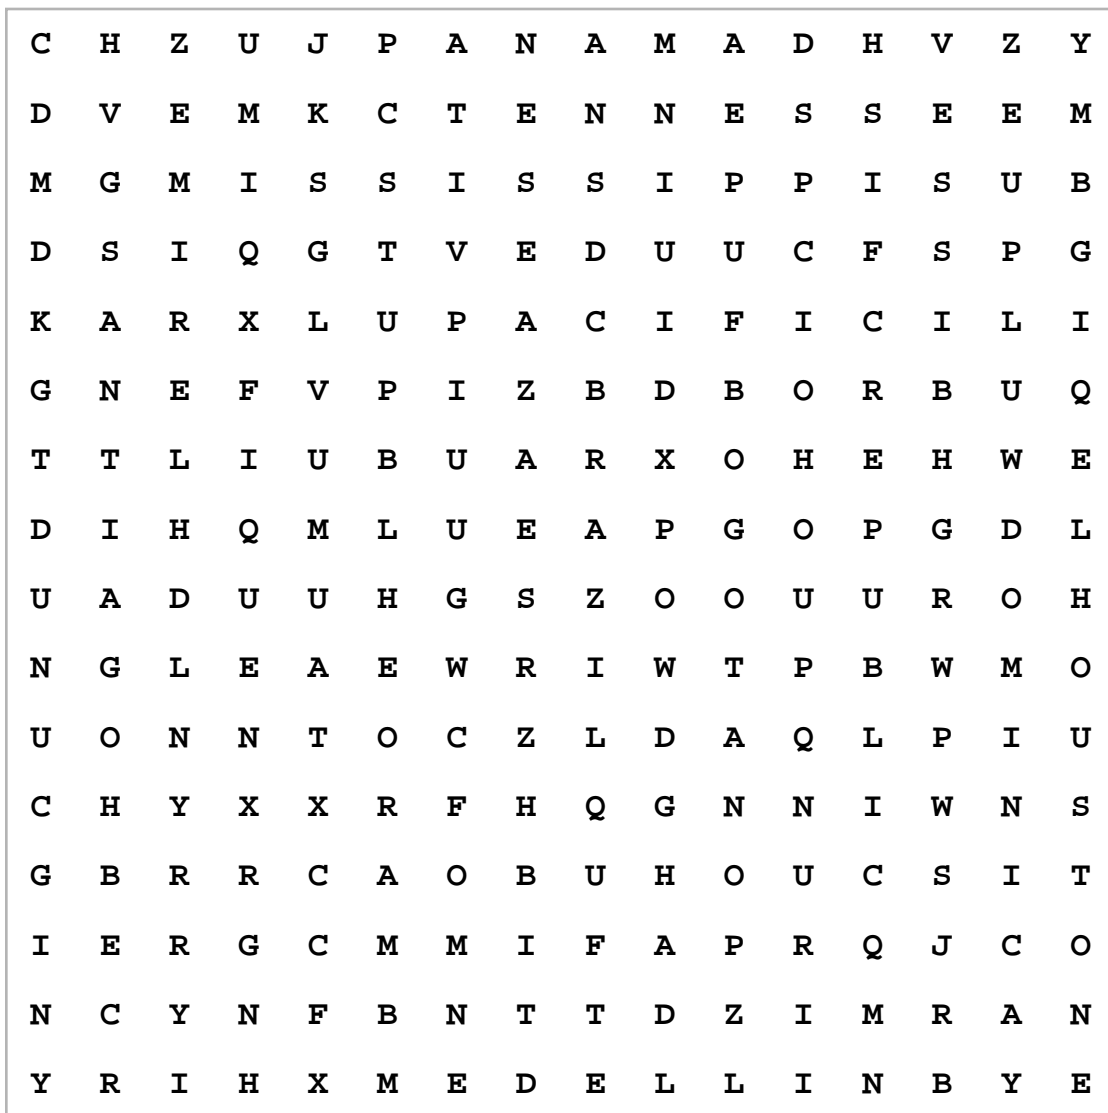 C H Z U J P A N A M A D H V Z Y
D V E M K C T E N N E S S E E M
M G M I S S I S S I P P I S U B
D S I Q G T V E D U U C F S P G
K A R X L U P A C I F I C I L I
G N E F V P I Z B D B O R B U Q
T T L I U B U A R X O H E H W E
D I H Q M L U E A P G O P G D L
U A D U U H G S Z O O U U R O H
N G L E A E W R I W T P B W M O
U O N N T O C Z L D A Q L P I U
C H Y X X R F H Q G N N I W N S
G B R R C A O B U H O U C S I T
I E R G C M M I F A P R Q J C O
N C Y N F B N T T D Z I M R A N
Y R I H X M E D E L L I N B Y E